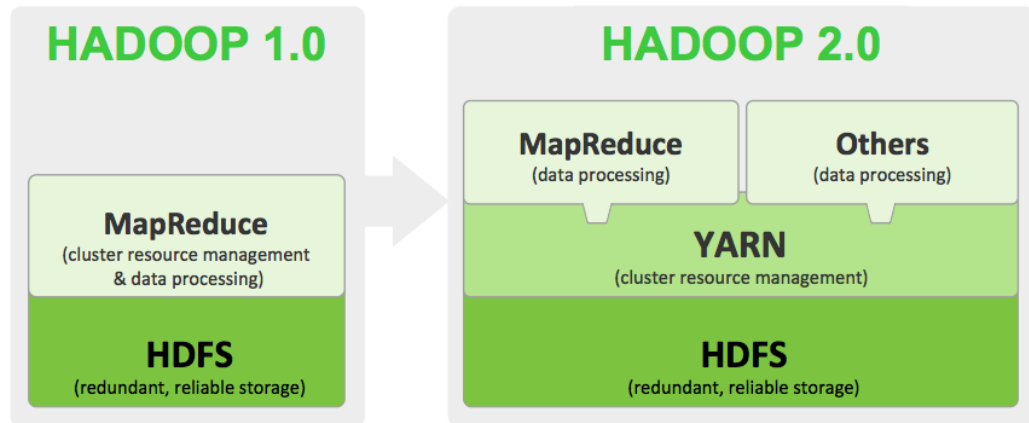 HADOOP 1.0
MapReduce
(cluster resource management
& data processing)
HDFS
(redundant, reliable storage)
HADOOP 2.0
MapReduce
(data processing)
Others
(data processing)
YARN
(cluster resource management)
HDFS
(redundant, reliable storage)